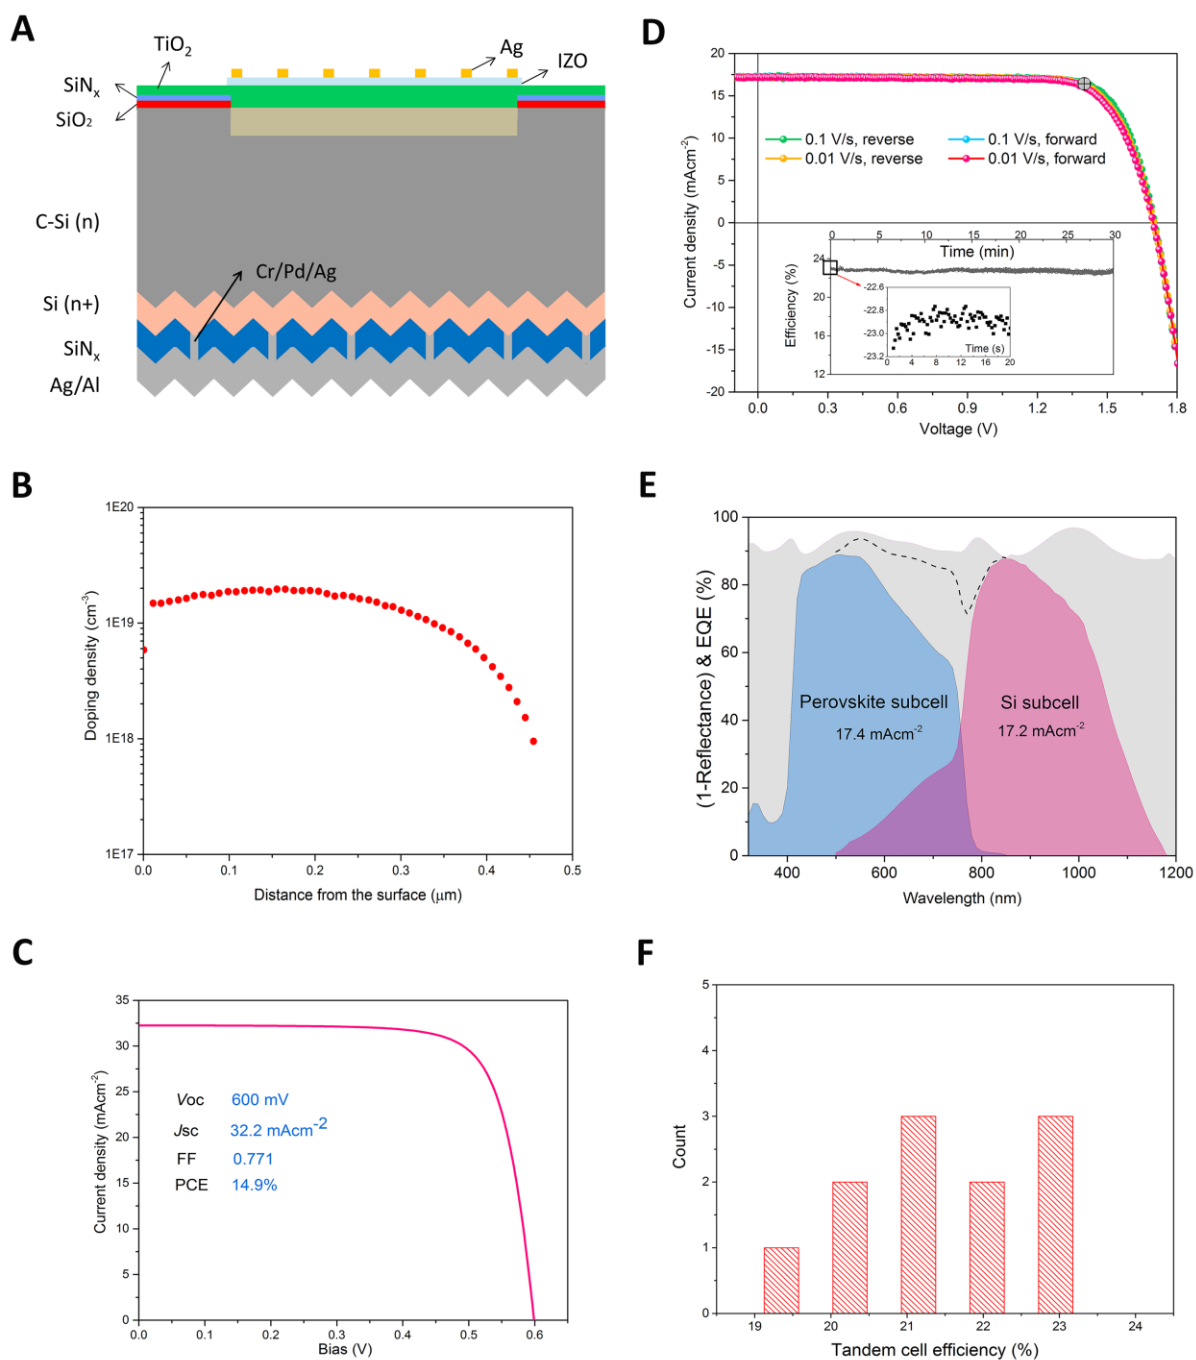 A
TiO2
Ag
IZO
SiNx
SiO2
C-Si (n)
Cr/Pd/Ag
Si (n+)
SiNx
Ag/Al
D
20
15
10
5
0
-5
-10
-15
-20
Current density (mAcm-2)
0.1 V/s, reverse
0.1 V/s, forward
0.01 V/s, reverse
0.01 V/s, forward
0 5 10 15 20 25 30
Time (min)
24
18
12
Efficiency (%)
-22.6
-22.8
-23.0
-23.2
Time (s)
0 4 8 12 16 20
0.0 0.3 0.6 0.9 1.2 1.5 1.8
Voltage (V)
B
1E20
1E19
1E18
1E17
Doping density (cm-3)
0.0 0.1 0.2 0.3 0.4 0.5
Distance from the surface (μm)
E
100
80
60
40
20
0
(1-Reflectance) & EQE (%)
Perovskite subcell
17.4 mAcm-2
Si subcell
17.2 mAcm-2
400 600 800 1000 1200
Wavelength (nm)
C
35
30
25
20
15
10
5
0
Current density (mAcm-2)
Voc 600 mV
Jsc 32.2 mAcm-2
FF 0.771
PCE 14.9%
0.0 0.1 0.2 0.3 0.4 0.5 0.6
Bias (V)
F
5
4
3
2
1
0
Count
19 20 21 22 23 24
Tandem cell efficiency (%)